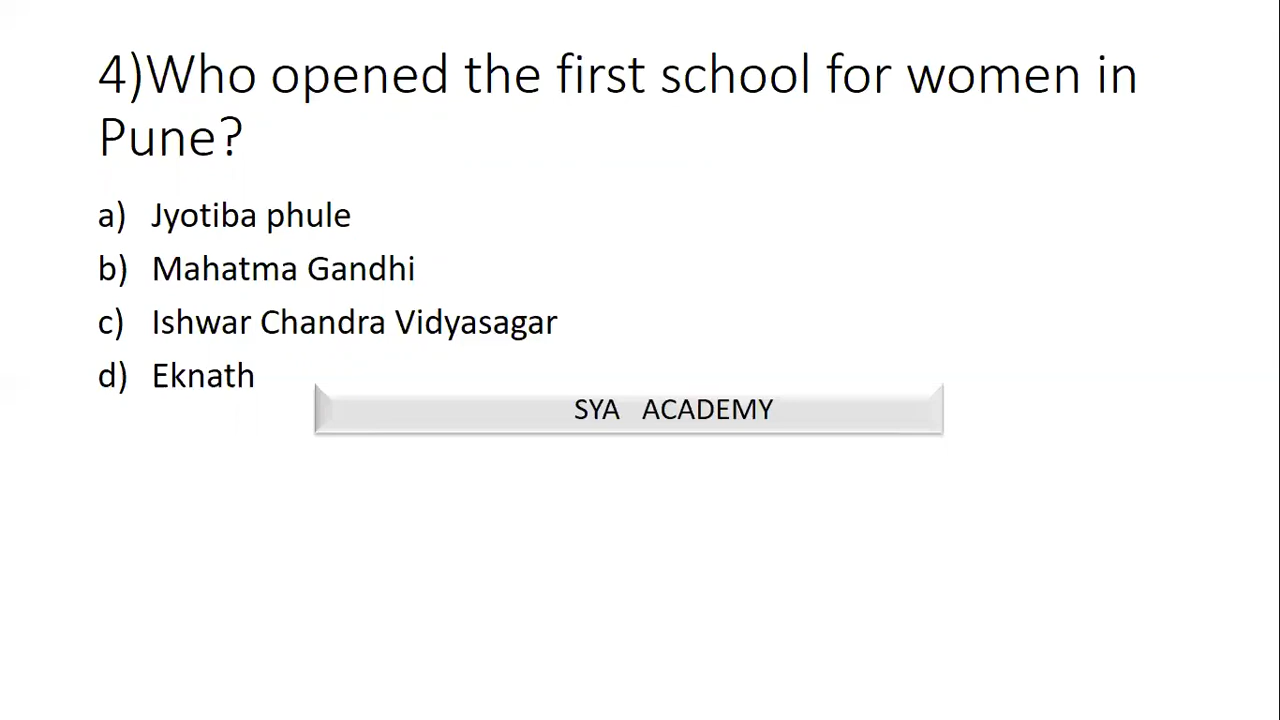 4)Who opened the first school for women in
Pune?
a) Jyotiba phule
b) Mahatma Gandhi
c) Ishwar Chandra Vidyasagar
d) Eknath
SYA ACADEMY